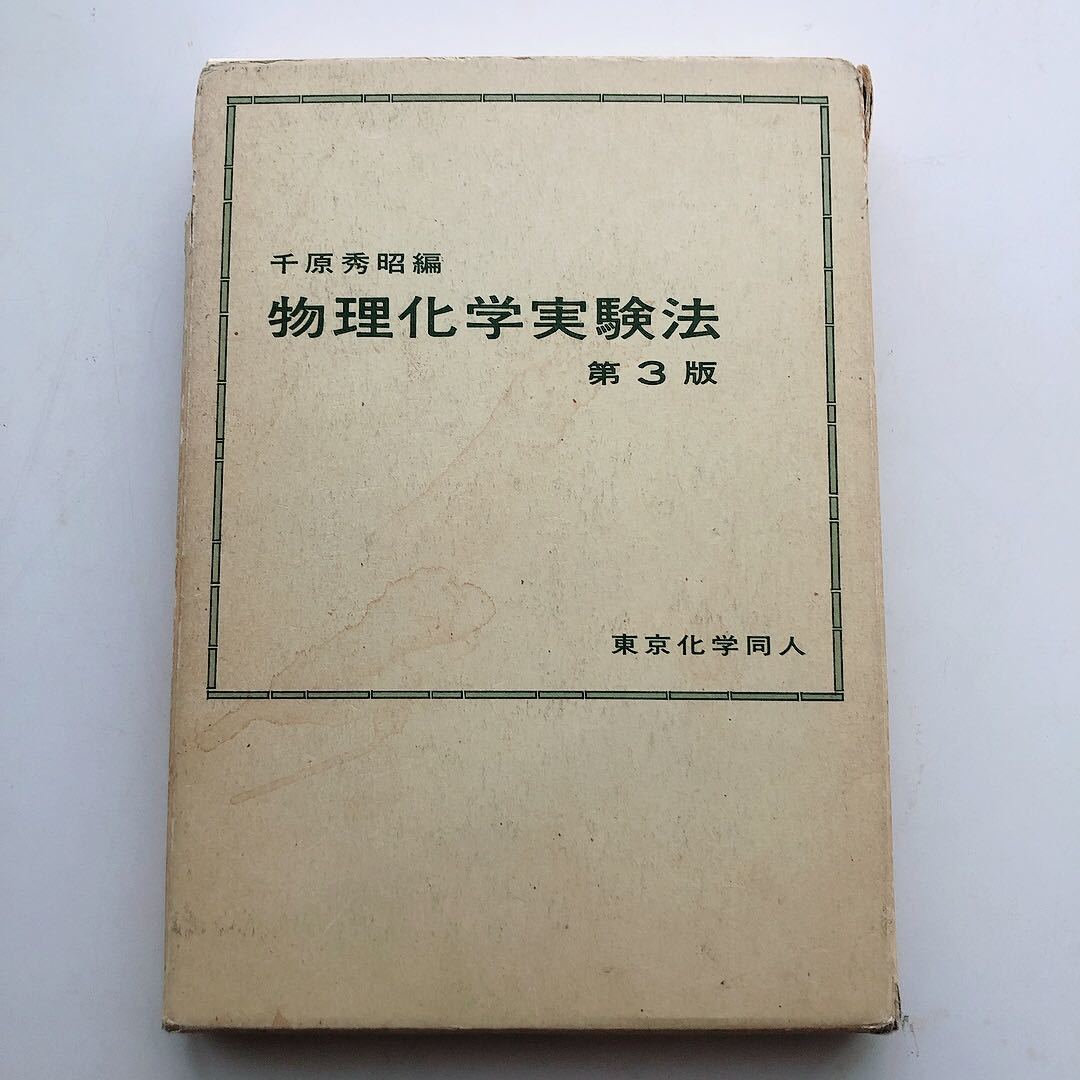 千原秀昭編
物理化学実験法
第3版
東京化学同人